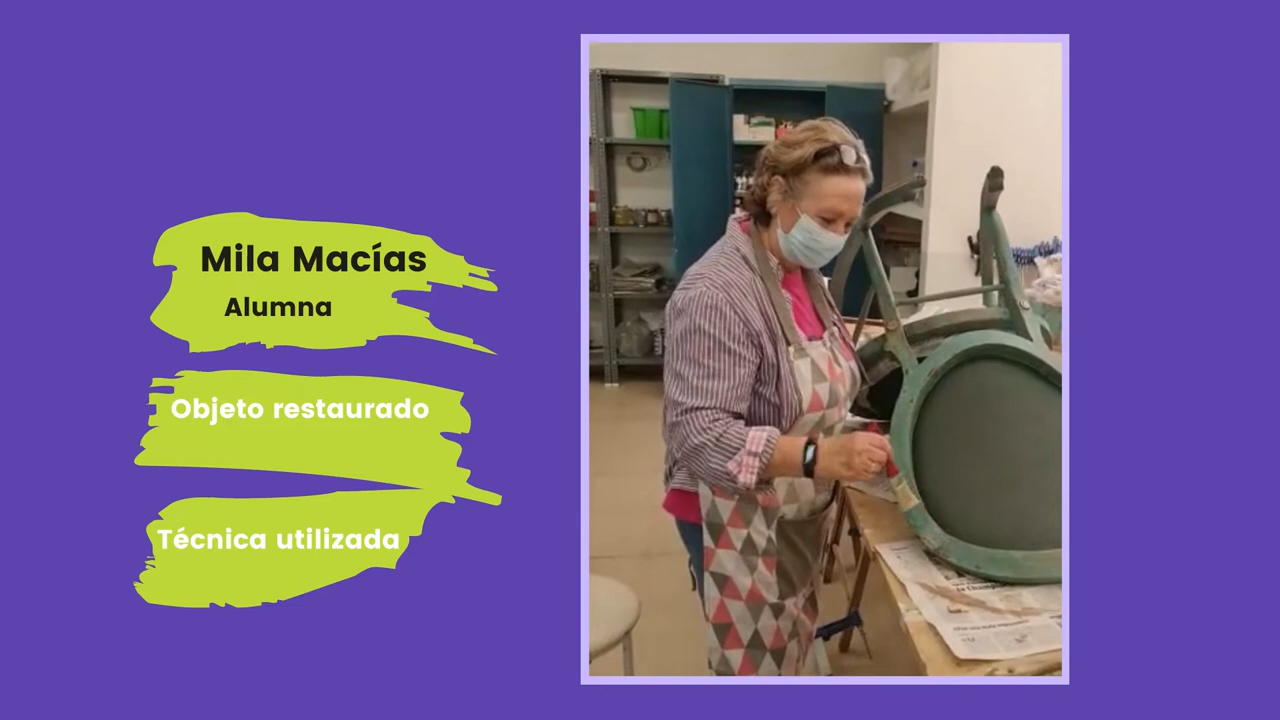 Mila Macías
Alumna
Objeto restaurado
Técnica utilizada